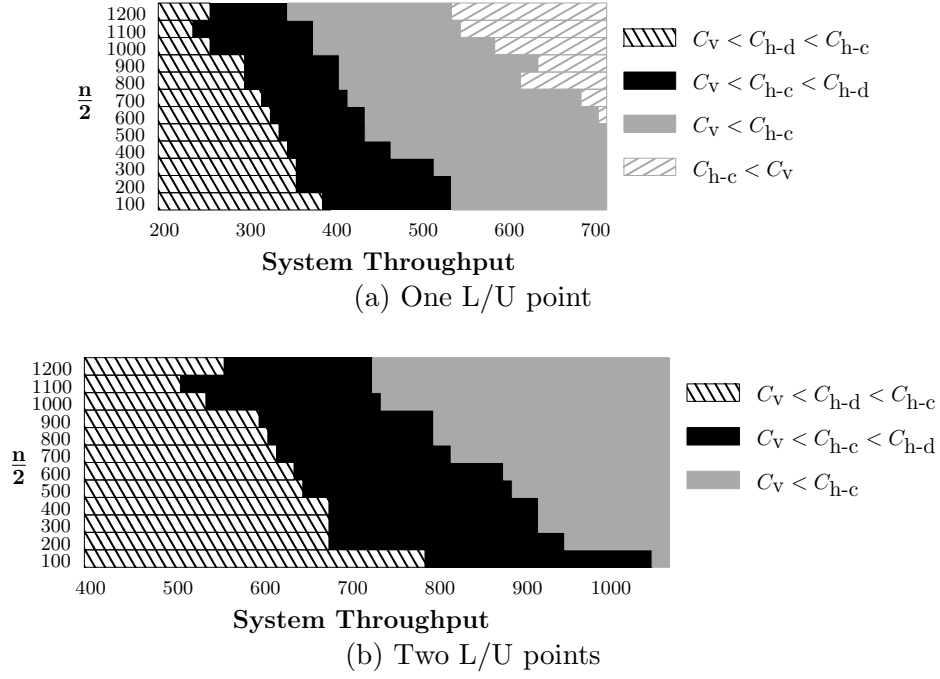 1200
1100
1000
900
800
700
600
500
400
300
200
100
n/2
200 300 400 500 600 700
System Throughput
C_v < C_h-d < C_h-c
C_v < C_h-c < C_h-d
C_v < C_h-c
C_h-c < C_v
(a) One L/U point
1200
1100
1000
900
800
700
600
500
400
300
200
100
n/2
400 500 600 700 800 900 1000
System Throughput
C_v < C_h-d < C_h-c
C_v < C_h-c < C_h-d
C_v < C_h-c
(b) Two L/U points